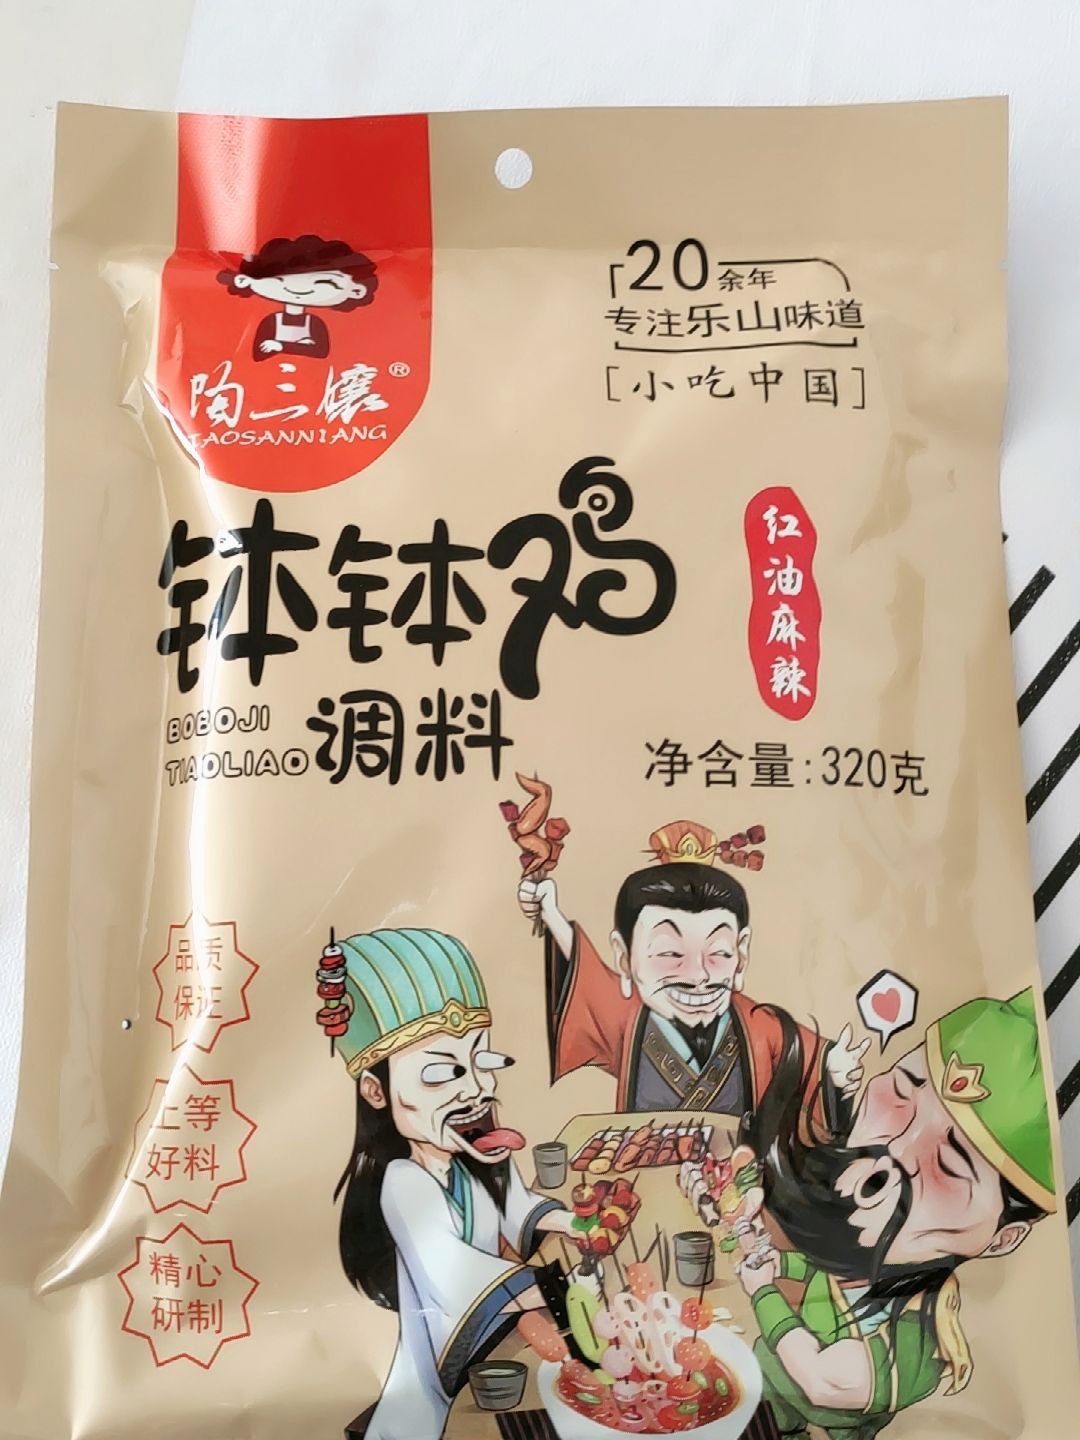 20余年
专注乐山味道
[小吃中国]
陶三孃®
TAOSANNIANG
钵钵鸡
BOBOJI
TIAOLIAO
调料
红油麻辣
净含量:320克
品质
保证
上等
好料
精心
研制